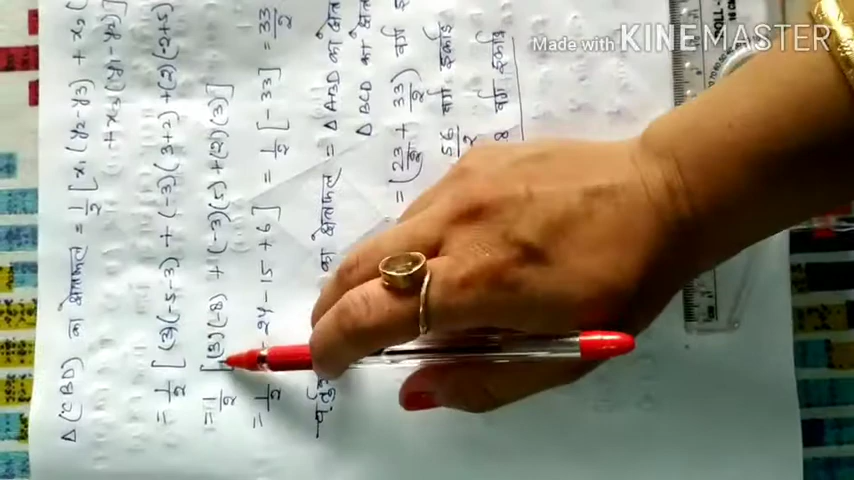 △(CBD) का क्षेत्रफल = 1/2 [x₁(y₂-y₃) + x₂(
+x₃(y₁-y₂)]
= 1/2 [(3)(-5-3) + (-3)(3+2) + (2)(-2+5)
= 1/2 [(3)(-8) + (-3)(5) + (2)(3)]
= 1/2 -24-15+6] = 1/2 [-33] = 33/2
का क्षेत्रफल = △ABD का
△BCD का
= (23/2 + 33/2) वर्ग
56/2 वर्ग इकाई
8 वर्ग इकाई
Made with KINEMASTER